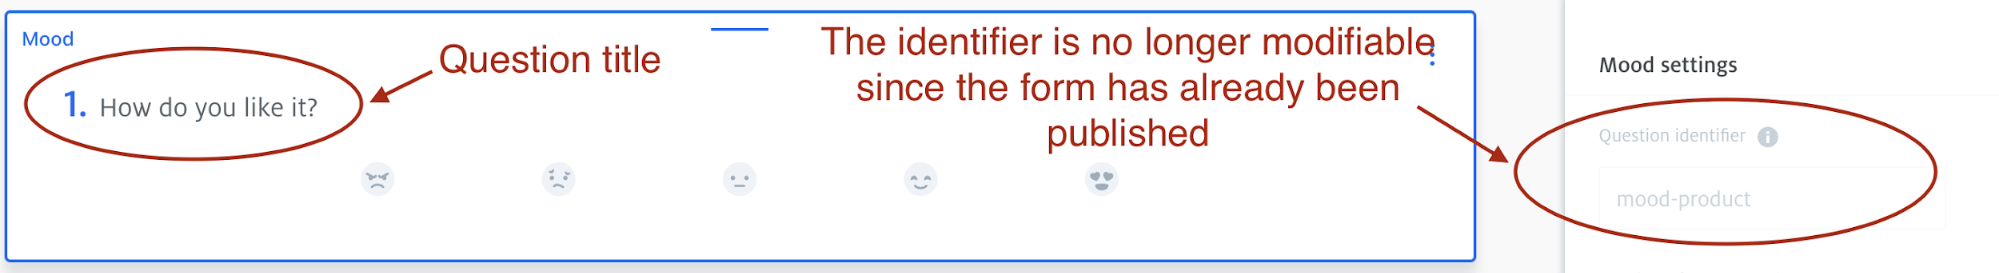 Mood
Question title
1. How do you like it?
The identifier is no longer modifiable
since the form has already been
published
Mood settings
Question identifier
mood-product